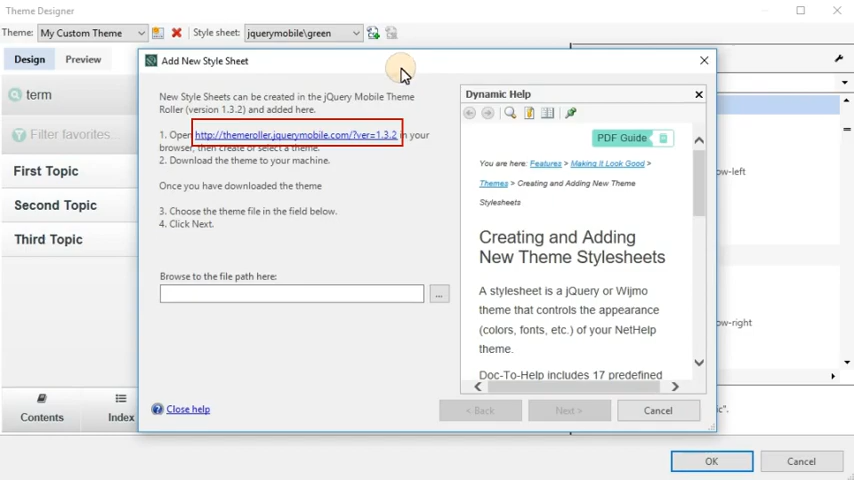 Theme Designer
Theme: My Custom Theme Style sheet: jquerymobile\green
Design Preview
term
Filter favorites...
First Topic
Second Topic
Third Topic
Contents
Index
Add New Style Sheet
New Style Sheets can be created in the jQuery Mobile Theme
Roller (version 1.3.2) and added here.
1. Open http://themeroller.jquerymobile.com/?ver=1.3.2 in your
browser, then create or select a theme.
2. Download the theme to your machine.
Once you have downloaded the theme
3. Choose the theme file in the field below.
4. Click Next.
Browse to the file path here:
...
Close help
Dynamic Help
PDF Guide
You are here: Features > Making It Look Good >
Themes > Creating and Adding New Theme
Stylesheets
Creating and Adding
New Theme Stylesheets
A stylesheet is a jQuery or Wijmo
theme that controls the appearance
(colors, fonts, etc.) of your NetHelp
theme.
Doc-To-Help includes 17 predefined
< Back Next > Cancel
ow-left
ow-right
ic".
OK Cancel